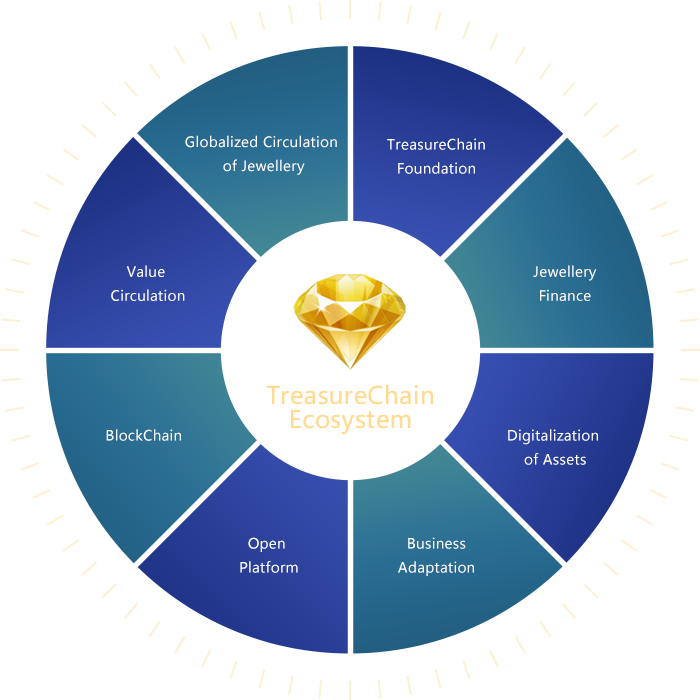 Globalized Circulation
of Jewellery
TreasureChain
Foundation
Jewellery
Finance
Digitalization
of Assets
Business
Adaptation
Open
Platform
BlockChain
Value
Circulation
TreasureChain
Ecosystem